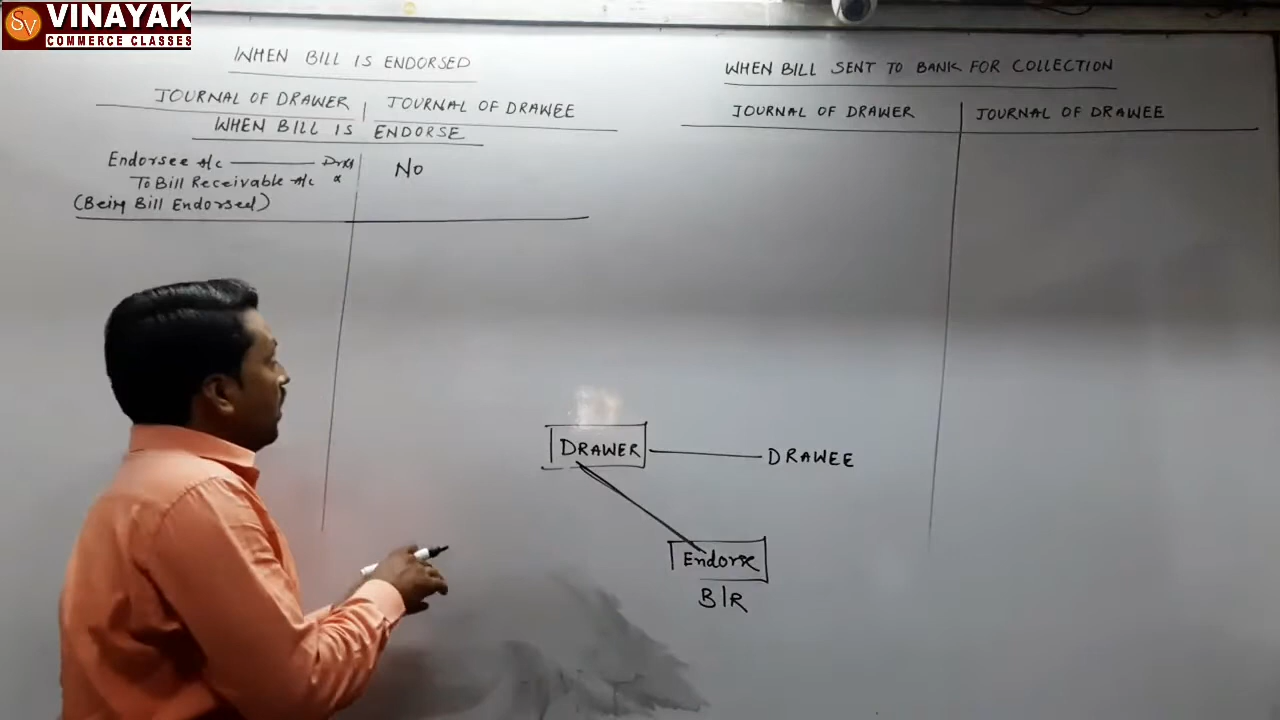 SV VINAYAK
COMMERCE CLASSES
WHEN BILL IS ENDORSED
JOURNAL OF DRAWER
JOURNAL OF DRAWEE
WHEN BILL IS ENDORSE
Endorsee A/c ——— Dr
No
To Bill Receivable A/c
(Being Bill Endorsed)
WHEN BILL SENT TO BANK FOR COLLECTION
JOURNAL OF DRAWER
JOURNAL OF DRAWEE
DRAWER
DRAWEE
B/R